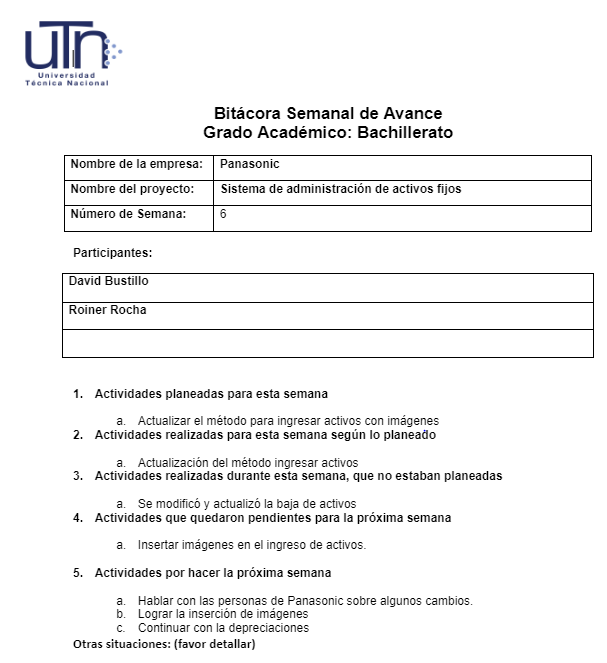 UTN
Universidad
Técnica Nacional
Bitácora Semanal de Avance
Grado Académico: Bachillerato
Nombre de la empresa: Panasonic
Nombre del proyecto: Sistema de administración de activos fijos
Número de Semana: 6
Participantes:
David Bustillo
Roiner Rocha
1. Actividades planeadas para esta semana
a. Actualizar el método para ingresar activos con imágenes
2. Actividades realizadas para esta semana según lo planeado
a. Actualización del método ingresar activos
3. Actividades realizadas durante esta semana, que no estaban planeadas
a. Se modificó y actualizó la baja de activos
4. Actividades que quedaron pendientes para la próxima semana
a. Insertar imágenes en el ingreso de activos.
5. Actividades por hacer la próxima semana
a. Hablar con las personas de Panasonic sobre algunos cambios.
b. Lograr la inserción de imágenes
c. Continuar con la depreciaciones
Otras situaciones: (favor detallar)